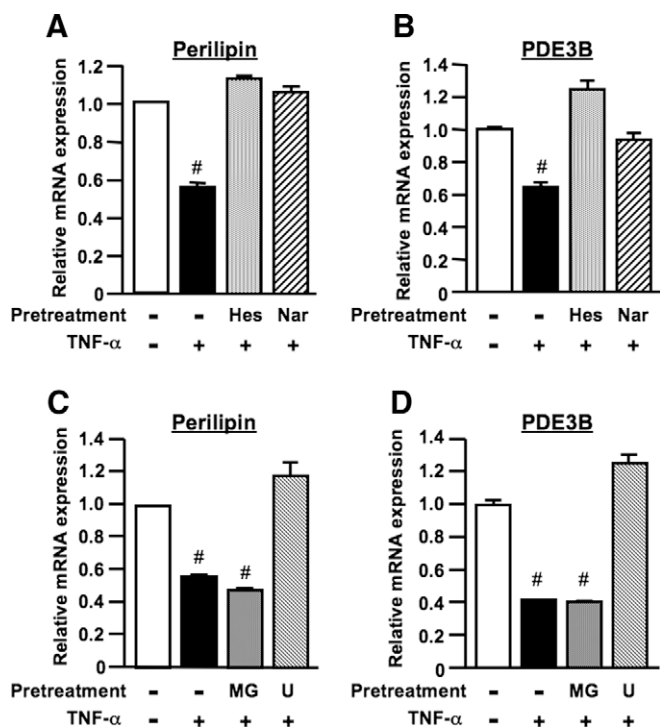 A
Perilipin
Relative mRNA expression
1.2
1.0
0.8
0.6
0.4
0.2
0
#
Pretreatment - - Hes Nar
TNF-α - + + +
B
PDE3B
Relative mRNA expression
1.4
1.2
1.0
0.8
0.6
0.4
0.2
0
#
Pretreatment - - Hes Nar
TNF-α - + + +
C
Perilipin
Relative mRNA expression
1.4
1.2
1.0
0.8
0.6
0.4
0.2
0
# #
Pretreatment - - MG U
TNF-α - + + +
D
PDE3B
Relative mRNA expression
1.4
1.2
1.0
0.8
0.6
0.4
0.2
0
# #
Pretreatment - - MG U
TNF-α - + + +